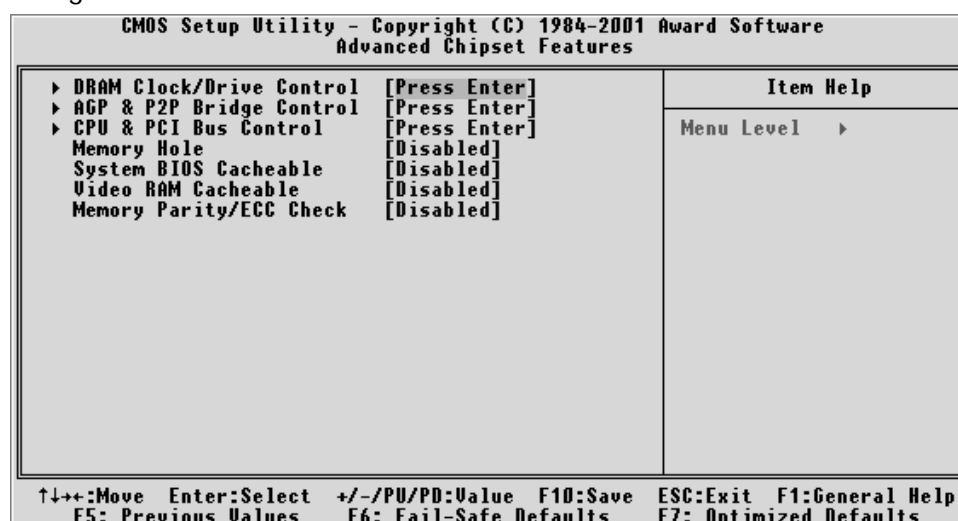 CMOS Setup Utility - Copyright (C) 1984-2001 Award Software
Advanced Chipset Features
DRAM Clock/Drive Control [Press Enter]
AGP & P2P Bridge Control [Press Enter]
CPU & PCI Bus Control [Press Enter]
Memory Hole [Disabled]
System BIOS Cacheable [Disabled]
Video RAM Cacheable [Disabled]
Memory Parity/ECC Check [Disabled]
Item Help
Menu Level ▸
↑↓→←:Move Enter:Select +/-/PU/PD:Value F10:Save ESC:Exit F1:General Help
F5: Previous Values F6: Fail-Safe Defaults F7: Optimized Defaults